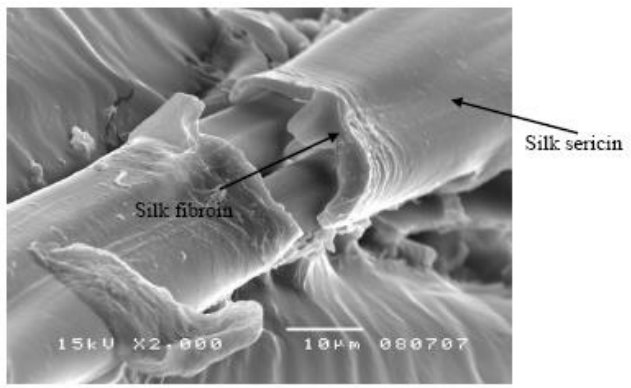 Silk sericin
Silk fibroin
15kV X2,000 10µm 080707